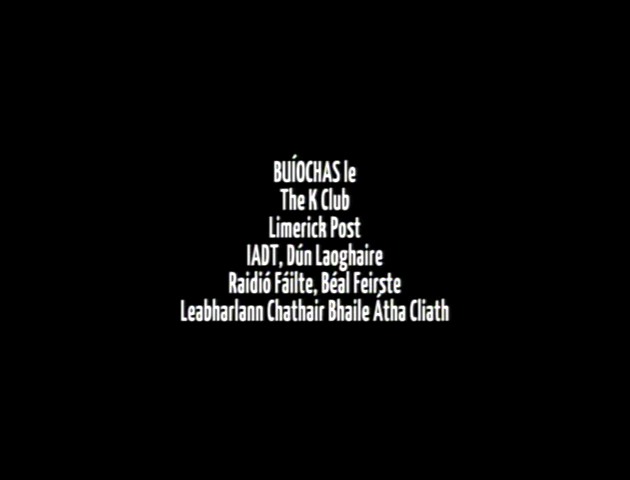 BUÍOCHAS le
The K Club
Limerick Post
IADT, Dún Laoghaire
Raidió Fáilte, Béal Feirste
Leabharlann Chathair Bhaile Átha Cliath